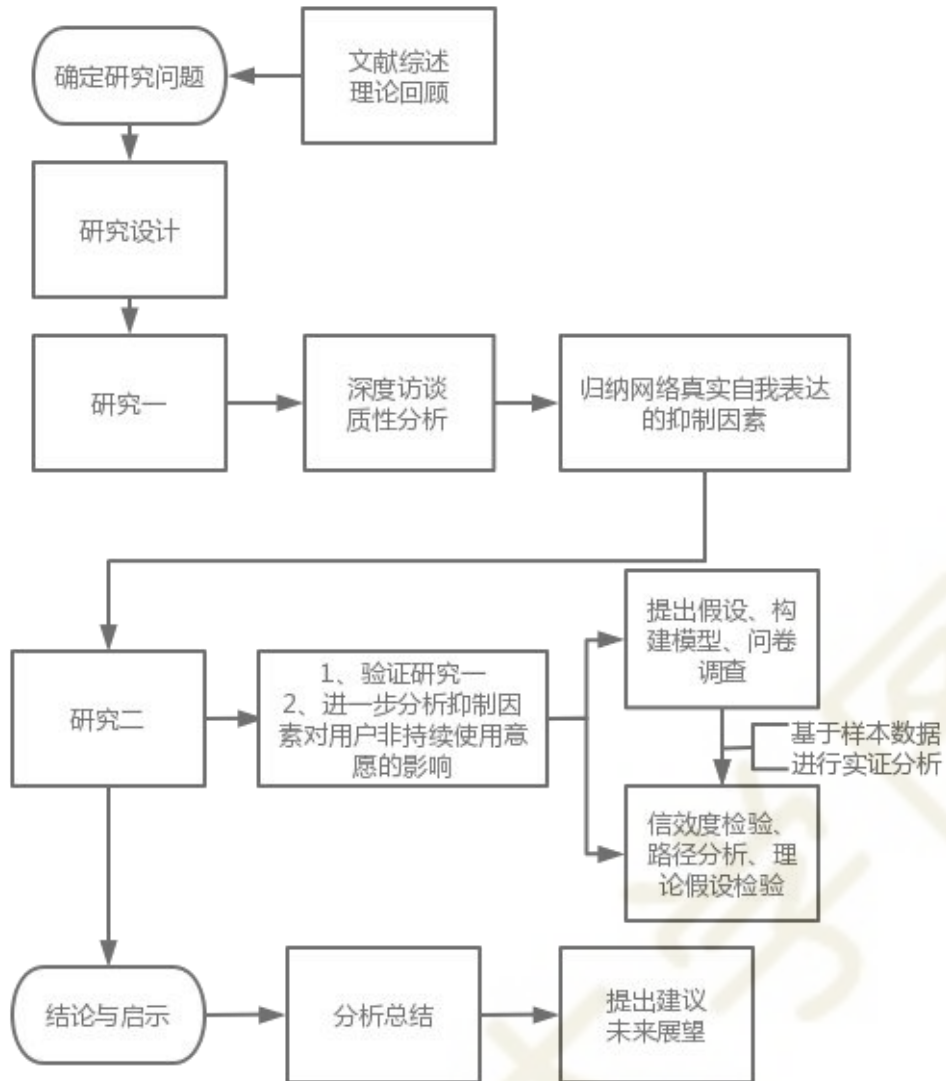 确定研究问题
文献综述
理论回顾
研究设计
研究一
深度访谈
质性分析
归纳网络真实自我表达
的抑制因素
研究二
1、验证研究一
2、进一步分析抑制因
素对用户非持续使用意
愿的影响
提出假设、构
建模型、问卷
调查
基于样本数据
进行实证分析
信效度检验、
路径分析、理
论假设检验
结论与启示
分析总结
提出建议
未来展望